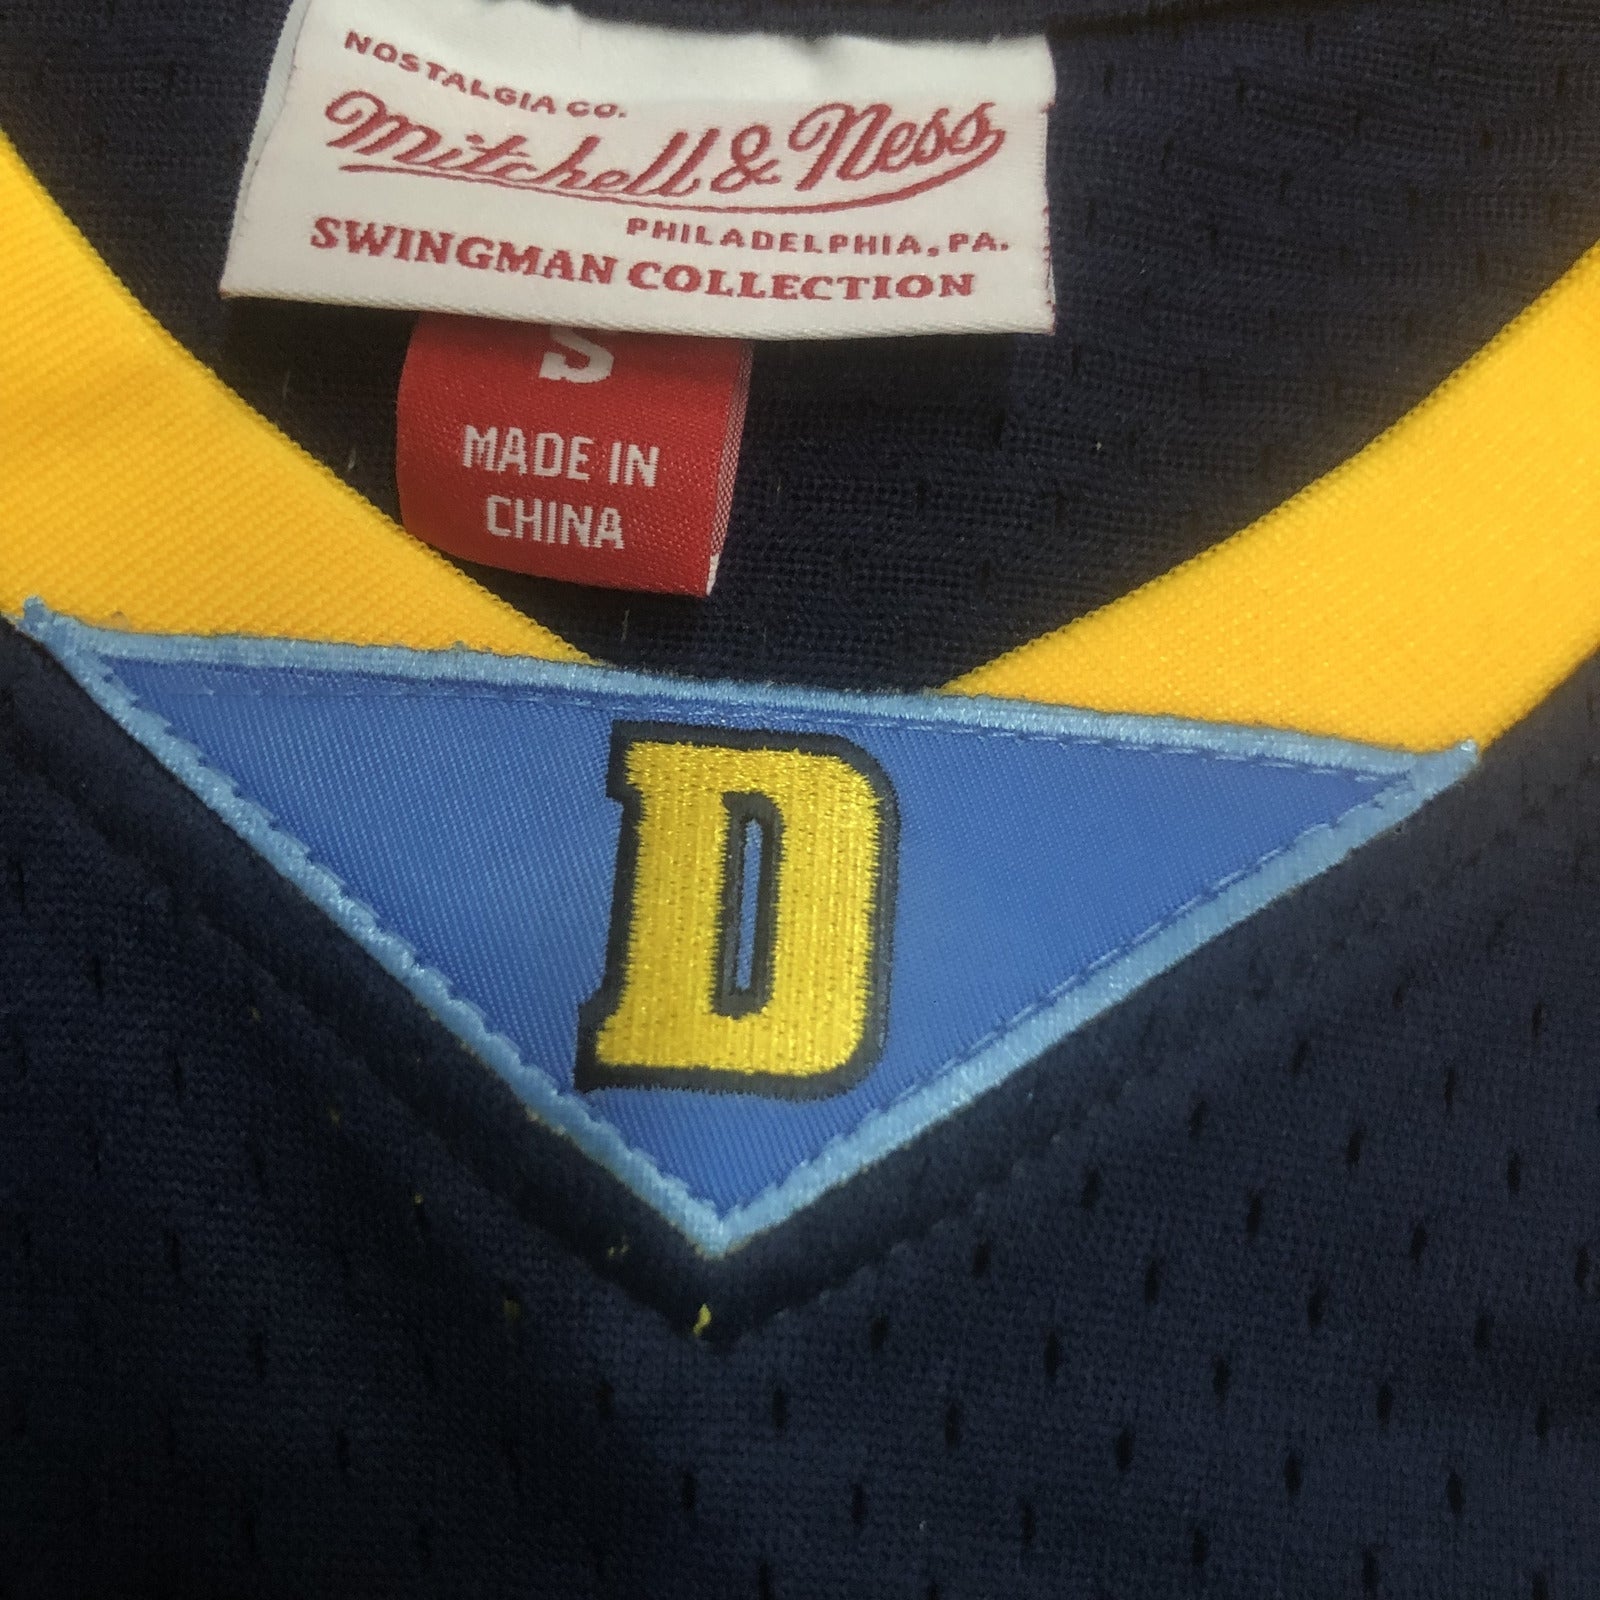 NOSTALGIA CO.
Mitchell & Ness
PHILADELPHIA, PA.
SWINGMAN COLLECTION
S
MADE IN
CHINA
D